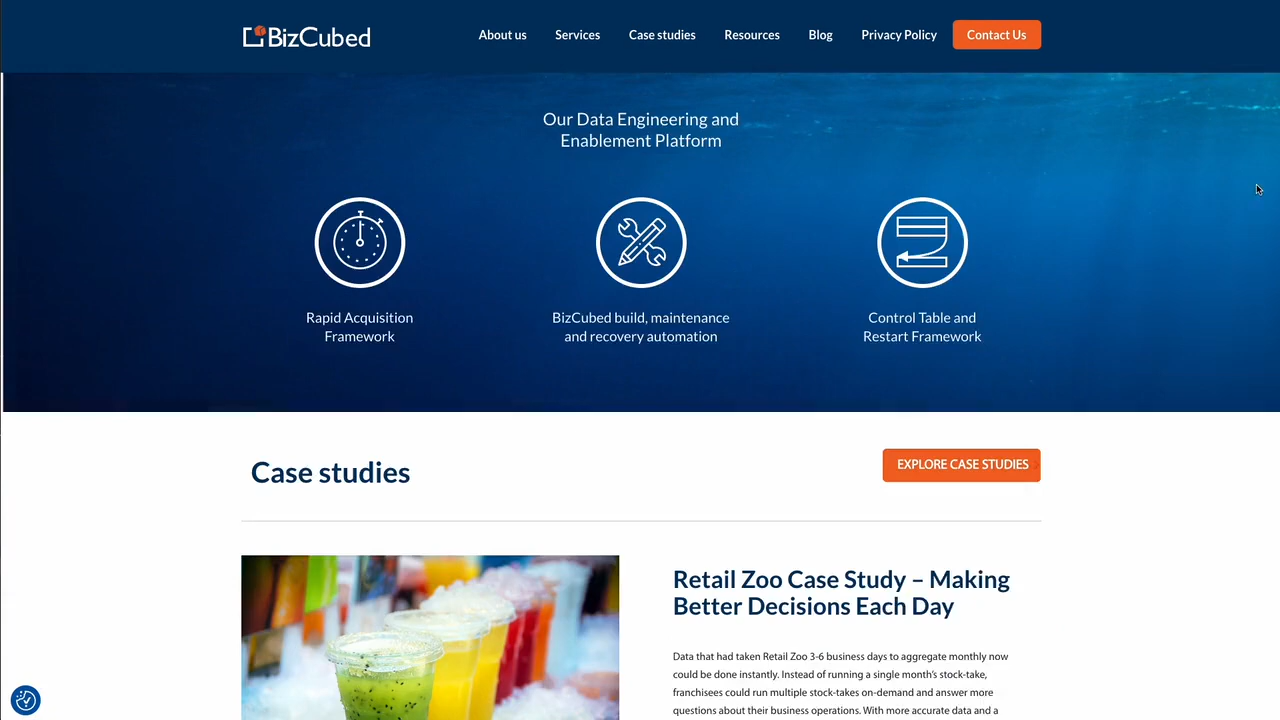 BizCubed
About us
Services
Case studies
Resources
Blog
Privacy Policy
Contact Us
Our Data Engineering and
Enablement Platform
Rapid Acquisition
Framework
BizCubed build, maintenance
and recovery automation
Control Table and
Restart Framework
Case studies
EXPLORE CASE STUDIES
Retail Zoo Case Study – Making
Better Decisions Each Day
Data that had taken Retail Zoo 3-6 business days to aggregate monthly now
could be done instantly. Instead of running a single month's stock-take,
franchisees could run multiple stock-takes on-demand and answer more
questions about their business operations. With more accurate data and a